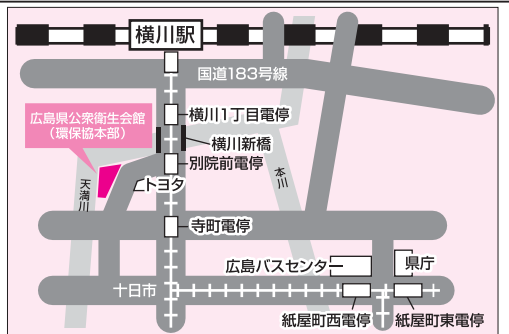 横川駅
国道183号線
広島県公衆衛生会館
（環保協本部）
横川1丁目電停
横川新橋
別院前電停
トヨタ
天満川
本川
寺町電停
広島バスセンター
県庁
十日市
紙屋町西電停
紙屋町東電停